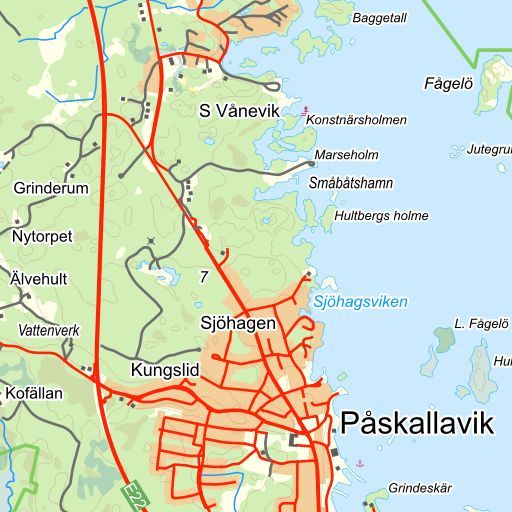 Baggetall
Fågelö
S Vånevik
Konstnärsholmen
Marseholm
Jutegrun
Grinderum
Småbåtshamn
Hultbergs holme
Nytorpet
Älvehult
7
Sjöhagsviken
Sjöhagen
L. Fågelö
Vattenverk
Kungslid
Hul
Kofällan
Påskallavik
E22
Grindeskär